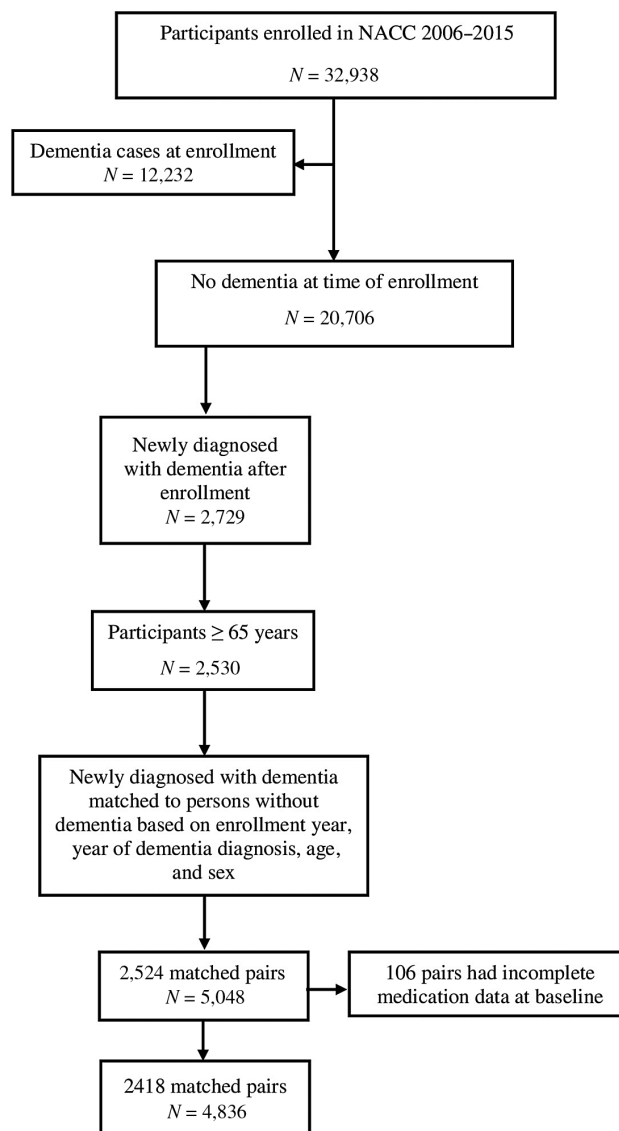 Participants enrolled in NACC 2006–2015
N = 32,938
Dementia cases at enrollment
N = 12,232
No dementia at time of enrollment
N = 20,706
Newly diagnosed
with dementia after
enrollment
N = 2,729
Participants ≥ 65 years
N = 2,530
Newly diagnosed with dementia
matched to persons without
dementia based on enrollment year,
year of dementia diagnosis, age,
and sex
2,524 matched pairs
N = 5,048
106 pairs had incomplete
medication data at baseline
2418 matched pairs
N = 4,836